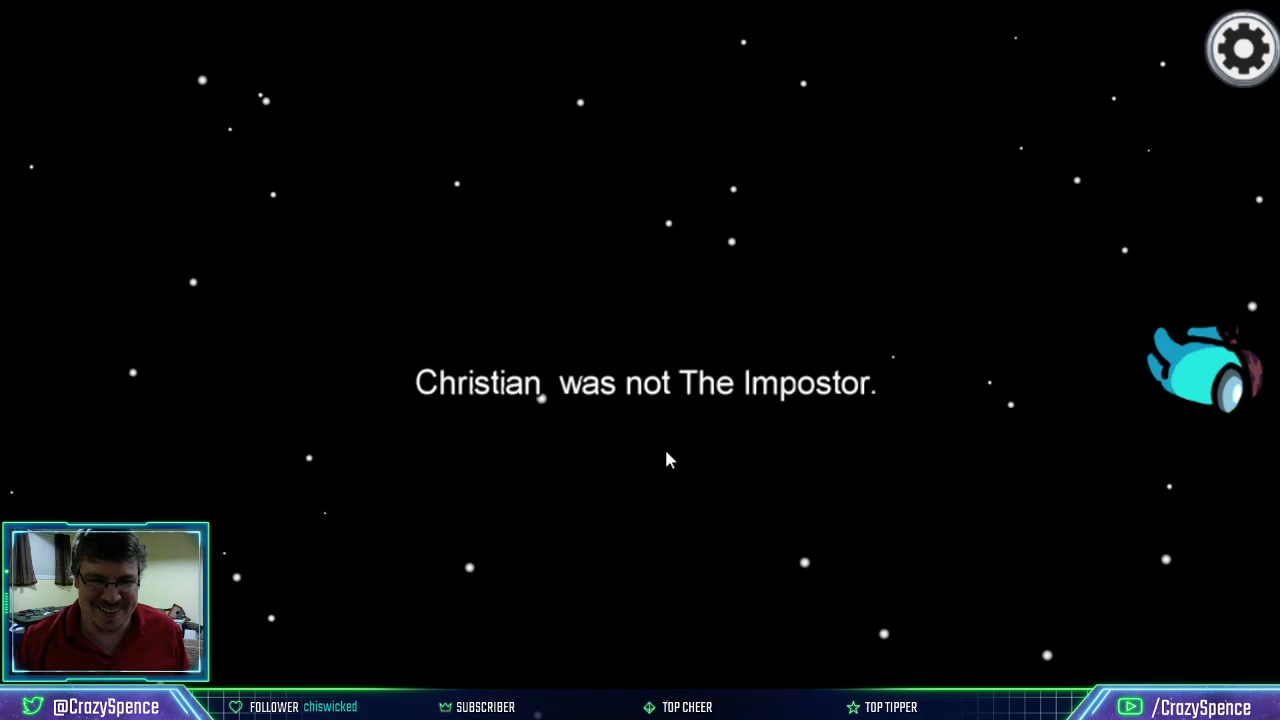 Christian was not The Impostor.
@CrazySpence
FOLLOWER chiswicked
SUBSCRIBER
TOP CHEER
TOP TIPPER
/CrazySpence